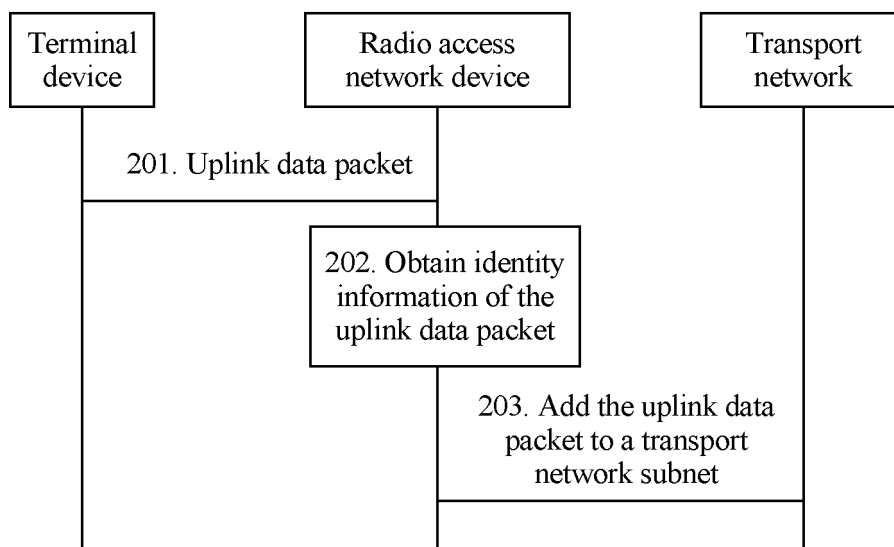 Terminal
device
Radio access
network device
Transport
network
201. Uplink data packet
202. Obtain identity
information of the
uplink data packet
203. Add the uplink data
packet to a transport
network subnet